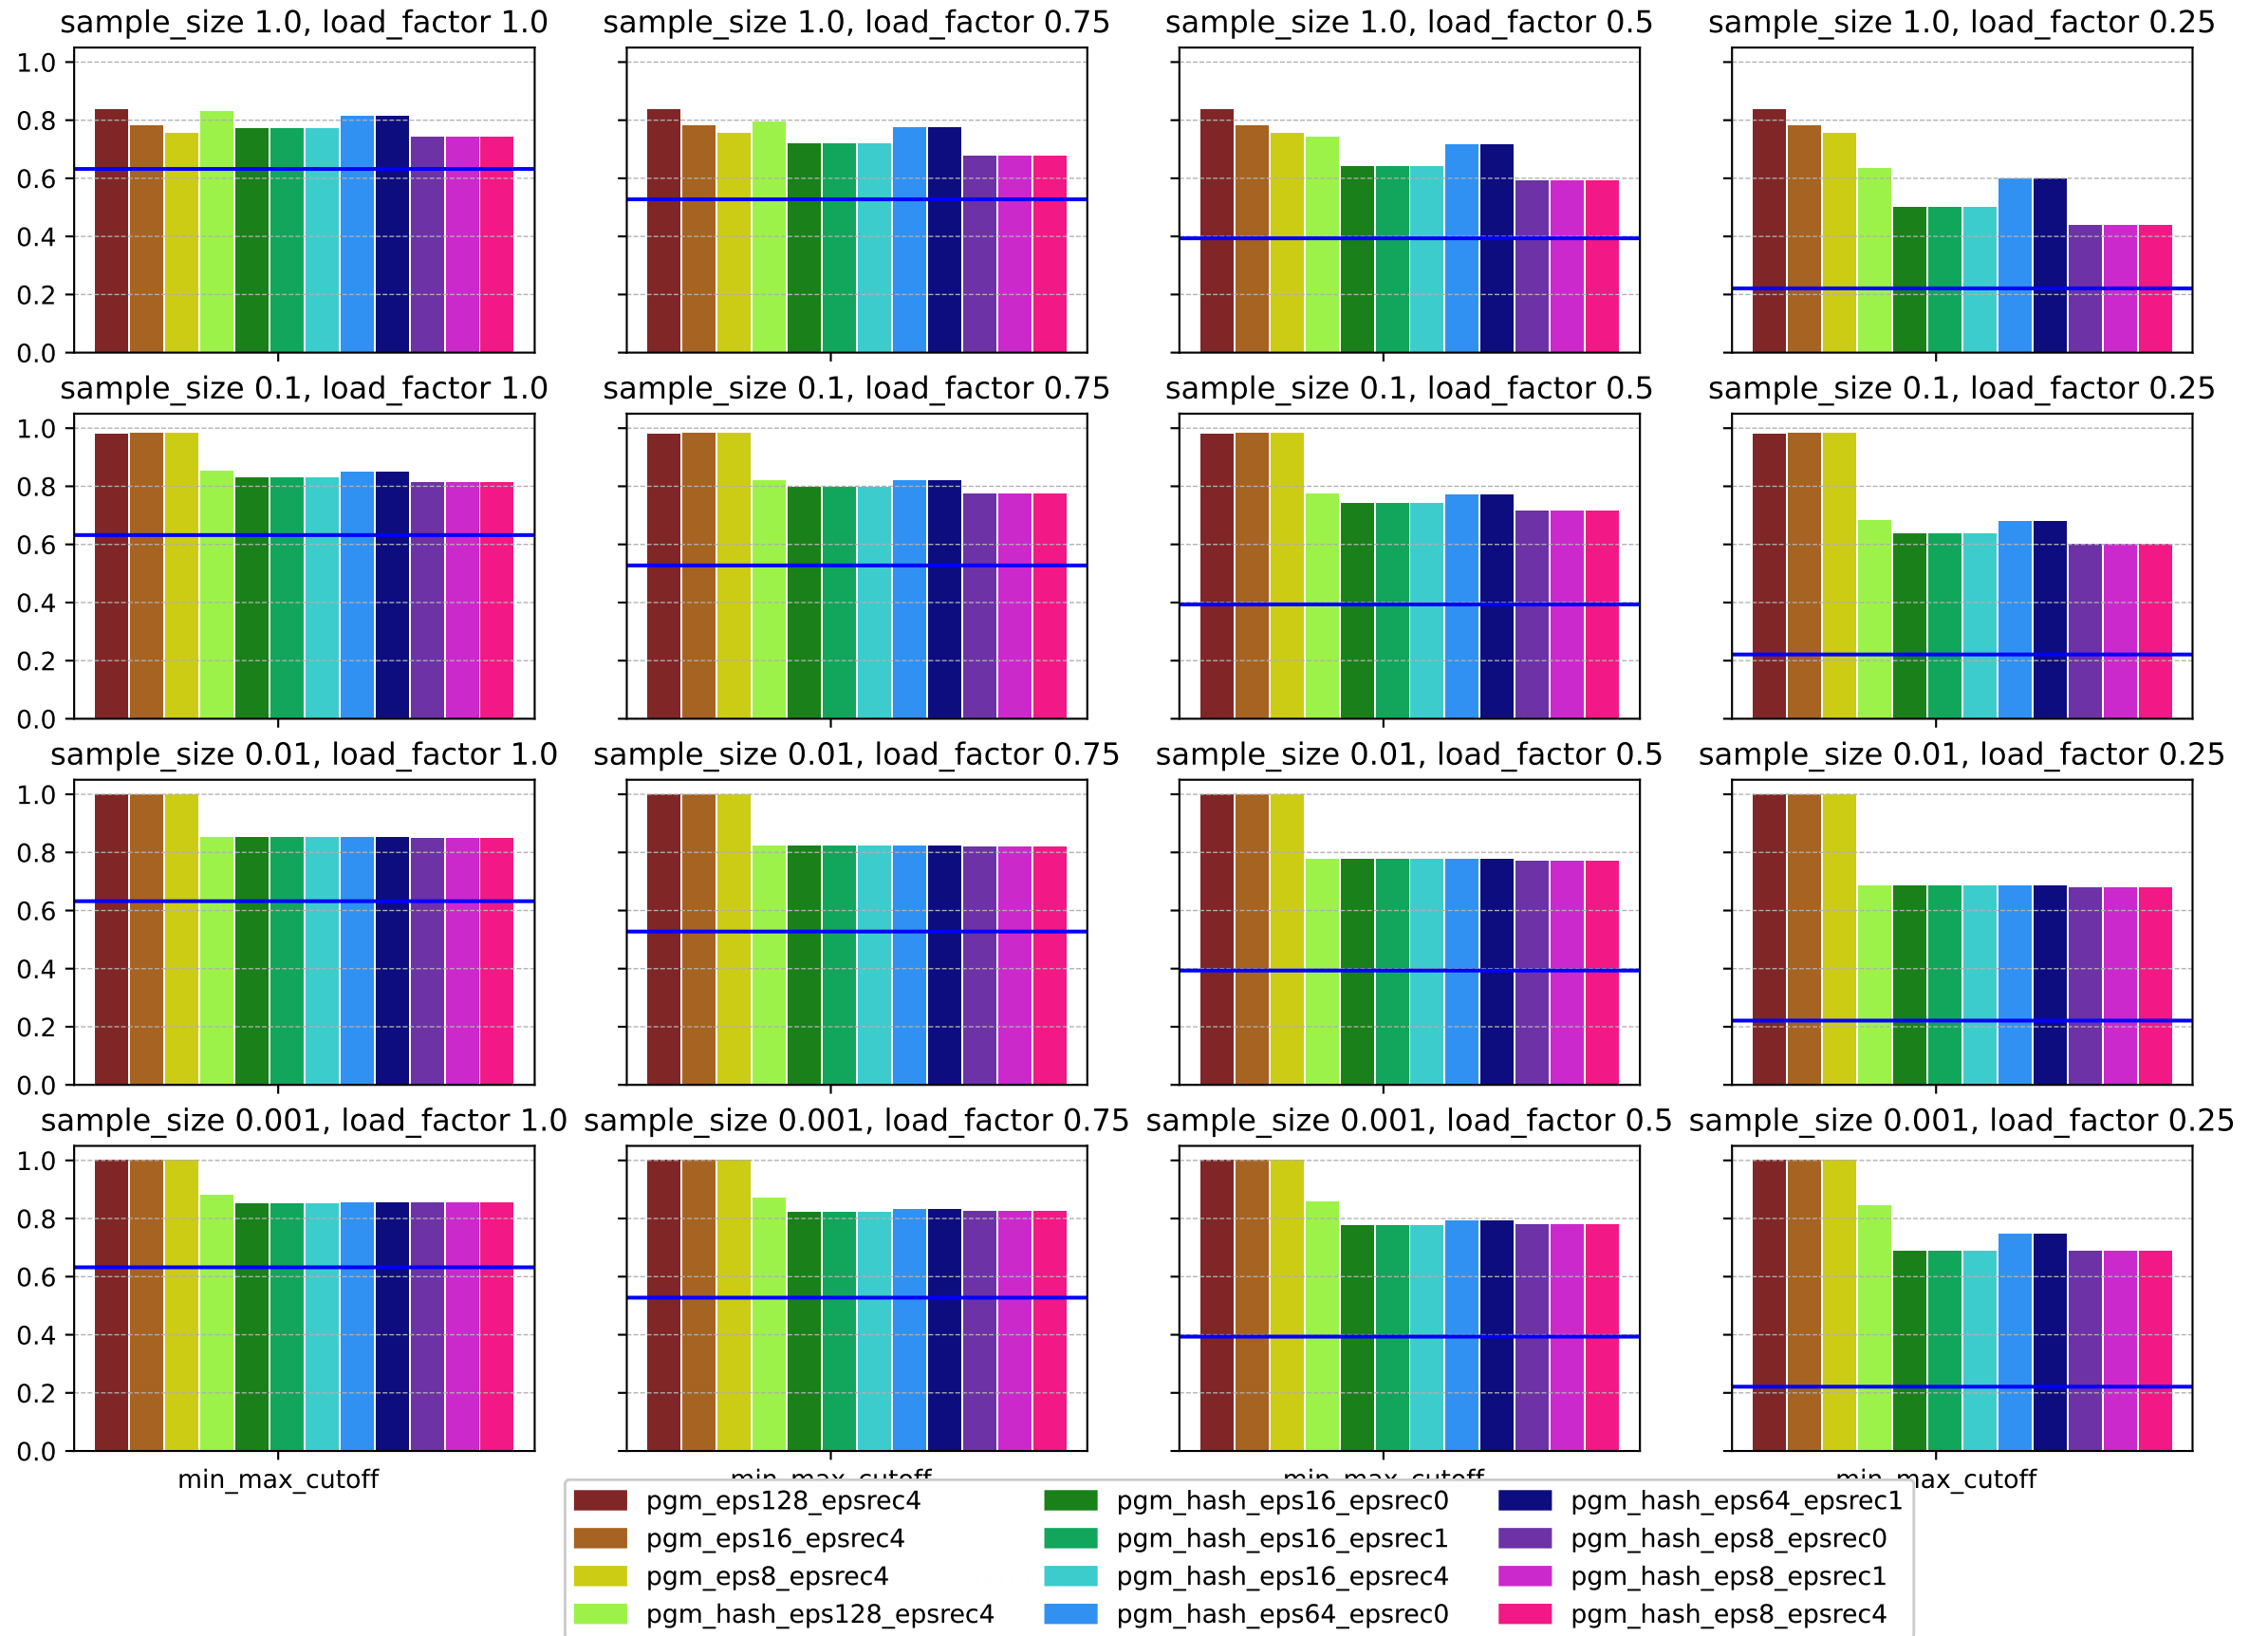 sample_size 1.0, load_factor 1.0
sample_size 1.0, load_factor 0.75
sample_size 1.0, load_factor 0.5
sample_size 1.0, load_factor 0.25
1.0
0.8
0.6
0.4
0.2
0.0
sample_size 0.1, load_factor 1.0
sample_size 0.1, load_factor 0.75
sample_size 0.1, load_factor 0.5
sample_size 0.1, load_factor 0.25
1.0
0.8
0.6
0.4
0.2
0.0
sample_size 0.01, load_factor 1.0
sample_size 0.01, load_factor 0.75
sample_size 0.01, load_factor 0.5
sample_size 0.01, load_factor 0.25
1.0
0.8
0.6
0.4
0.2
0.0
sample_size 0.001, load_factor 1.0
sample_size 0.001, load_factor 0.75
sample_size 0.001, load_factor 0.5
sample_size 0.001, load_factor 0.25
1.0
0.8
0.6
0.4
0.2
0.0
min_max_cutoff
min_max_cutoff
min_max_cutoff
min_max_cutoff
pgm_eps128_epsrec4
pgm_eps16_epsrec4
pgm_eps8_epsrec4
pgm_hash_eps128_epsrec4
pgm_hash_eps16_epsrec0
pgm_hash_eps16_epsrec1
pgm_hash_eps16_epsrec4
pgm_hash_eps64_epsrec0
pgm_hash_eps64_epsrec1
pgm_hash_eps8_epsrec0
pgm_hash_eps8_epsrec1
pgm_hash_eps8_epsrec4